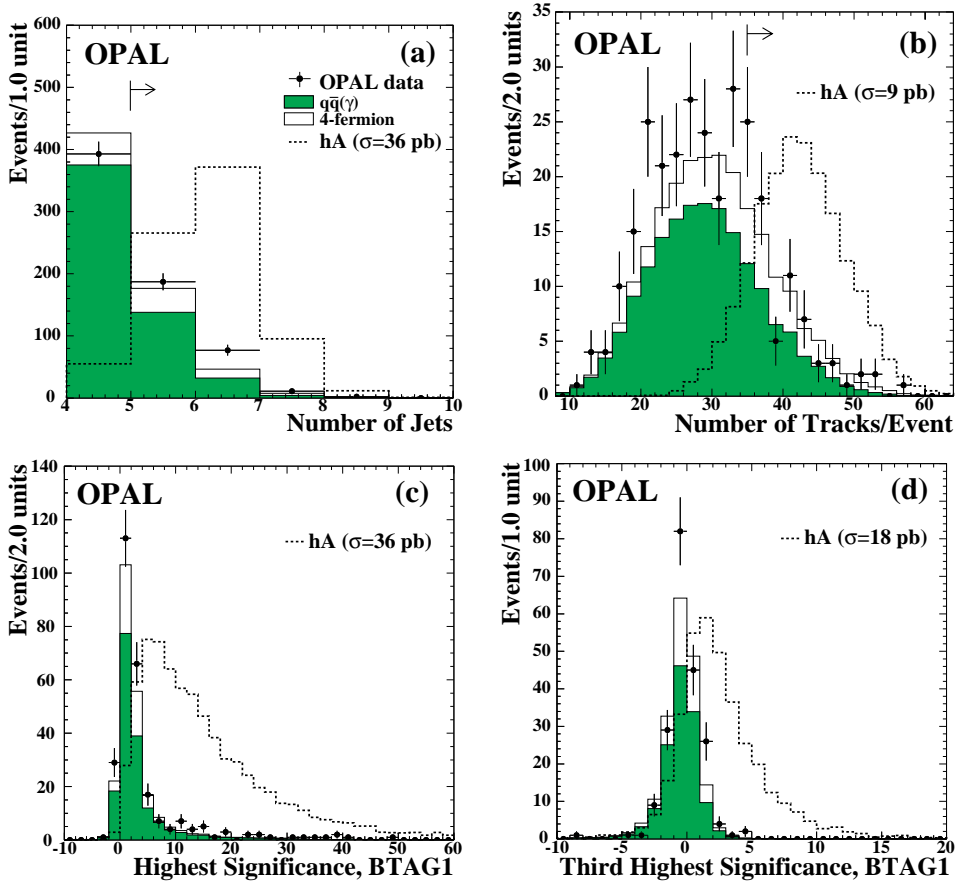 Events/1.0 unit
600
500
400
300
200
100
0
OPAL
(a)
OPAL data
qq̅(γ)
4-fermion
hA (σ=36 pb)
4 5 6 7 8 9 10
Number of Jets
Events/2.0 units
35
30
25
20
15
10
5
0
OPAL
(b)
hA (σ=9 pb)
10 20 30 40 50 60
Number of Tracks/Event
Events/2.0 units
140
120
100
80
60
40
20
0
OPAL
(c)
hA (σ=36 pb)
-10 0 10 20 30 40 50 60
Highest Significance, BTAG1
Events/1.0 unit
100
90
80
70
60
50
40
30
20
10
0
OPAL
(d)
hA (σ=18 pb)
-10 -5 0 5 10 15 20
Third Highest Significance, BTAG1